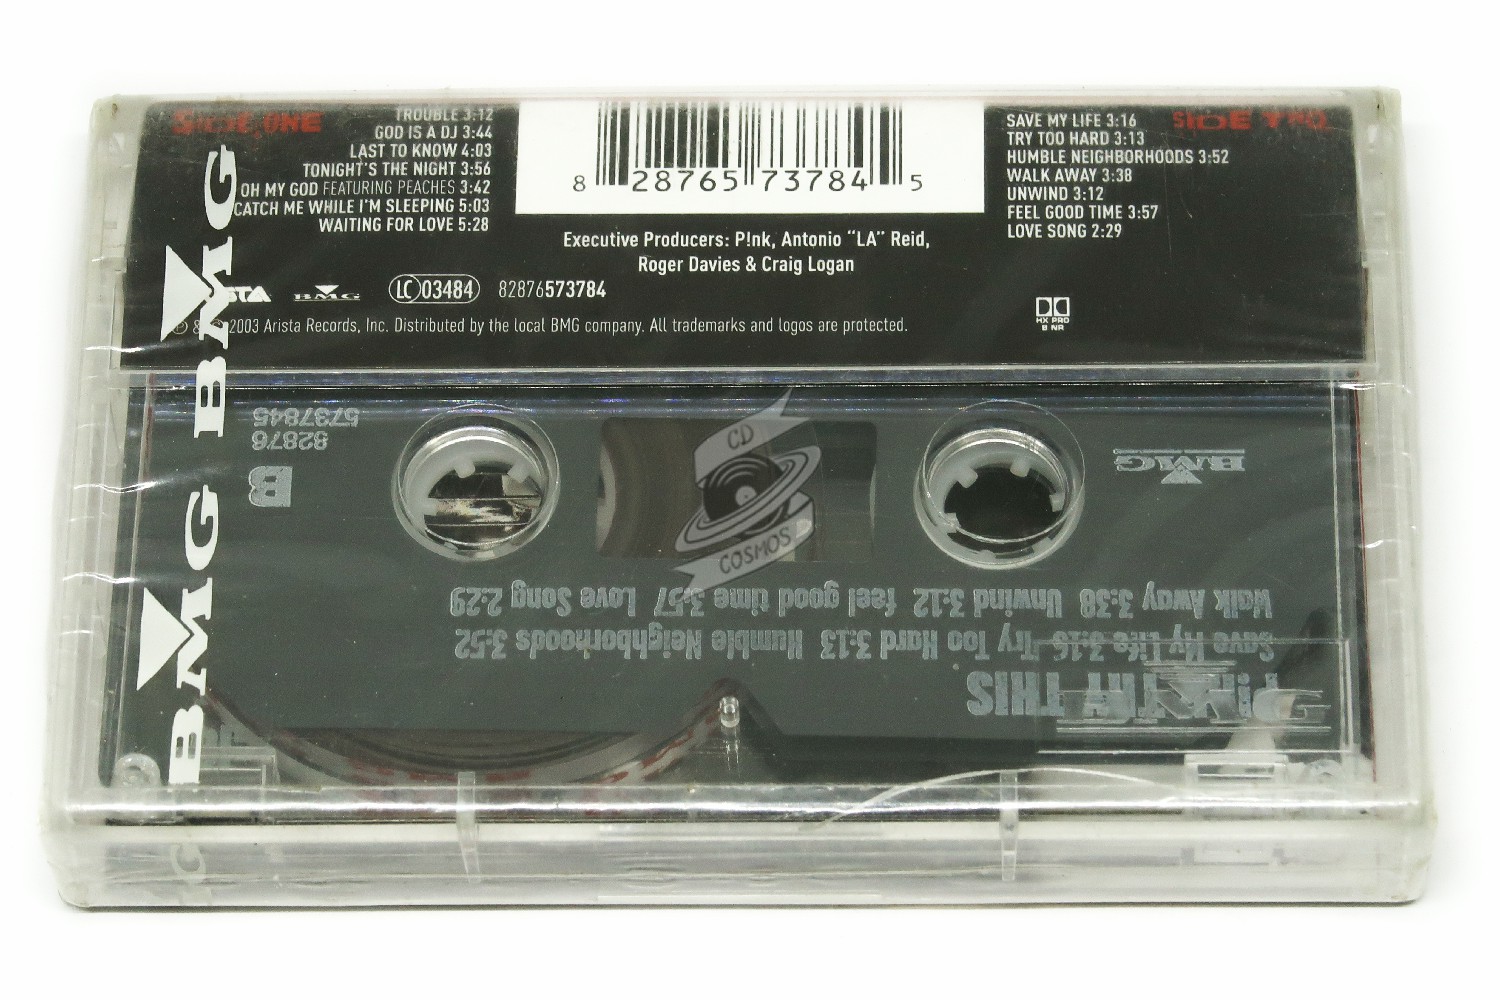 SIDE ONE
TROUBLE 3:12
GOD IS A DJ 3:44
LAST TO KNOW 4:03
TONIGHT'S THE NIGHT 3:56
OH MY GOD FEATURING PEACHES 3:42
CATCH ME WHILE I'M SLEEPING 5:03
WAITING FOR LOVE 5:28
8 28765 73784 5
Executive Producers: P!nk, Antonio "LA" Reid,
Roger Davies & Craig Logan
SIDE TWO
SAVE MY LIFE 3:16
TRY TOO HARD 3:13
HUMBLE NEIGHBORHOODS 3:52
WALK AWAY 3:38
UNWIND 3:12
FEEL GOOD TIME 3:57
LOVE SONG 2:29
BMG LC 03484 82876573784
℗ & © 2003 Arista Records, Inc. Distributed by the local BMG company. All trademarks and logos are protected.
HX PRO
B NR
BMG BMG
BMG BMG
P!NK TRY THIS
Save My Life 3:16 Try Too Hard 3:13 Humble Neighborhoods 3:52
Walk Away 3:38 Unwind 3:12 feel good time 3:57 Love Song 2:29
BMG
B
82876
5737845
CD
COSMOS